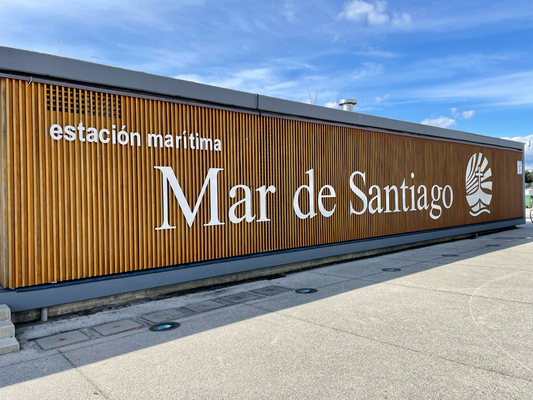 estación marítima
Mar de Santiago